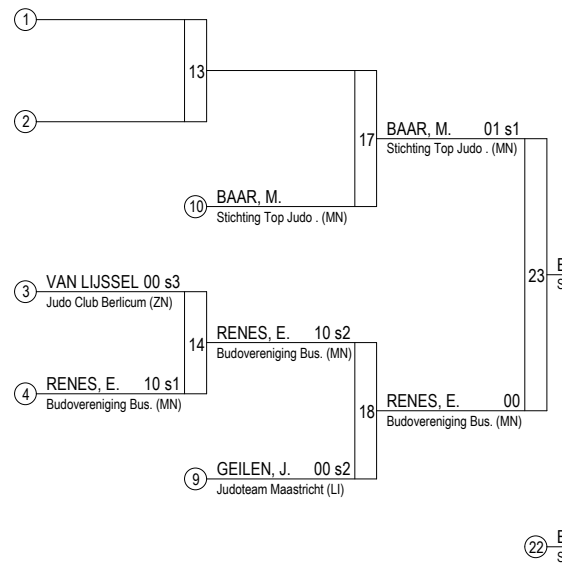 1
13
2
17
BAAR, M. 01 s1
Stichting Top Judo . (MN)
10
BAAR, M.
Stichting Top Judo . (MN)
23
3
VAN LIJSSEL 00 s3
Judo Club Berlicum (ZN)
14
RENES, E. 10 s2
Budovereniging Bus. (MN)
4
RENES, E. 10 s1
Budovereniging Bus. (MN)
18
RENES, E. 00
Budovereniging Bus. (MN)
9
GEILEN, J. 00 s2
Judoteam Maastricht (LI)
22